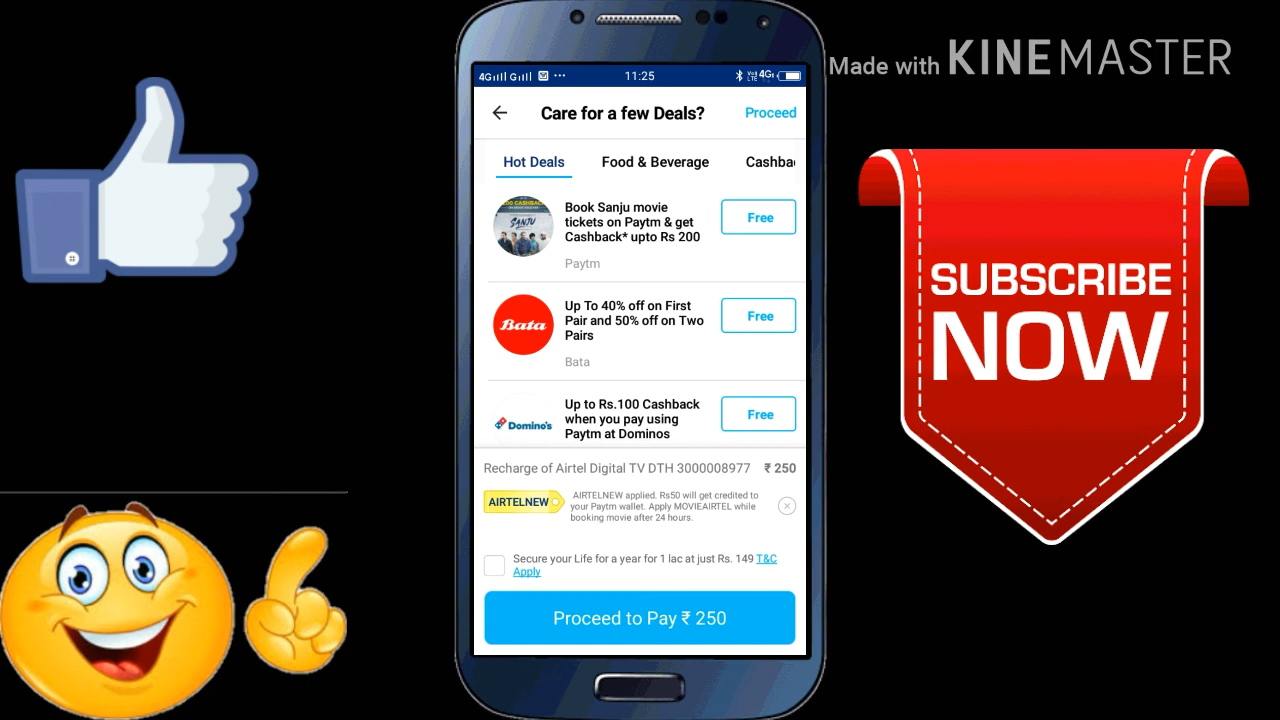 Made with KINEMASTER
4G G ... 11:25 VoLTE 4G
Care for a few Deals? Proceed
Hot Deals Food & Beverage Cashba
Book Sanju movie
tickets on Paytm & get
Cashback* upto Rs 200
Free
Paytm
SANJU
Bata
Up To 40% off on First
Pair and 50% off on Two
Pairs
Free
Bata
Domino's
Up to Rs.100 Cashback
when you pay using
Paytm at Dominos
Free
Recharge of Airtel Digital TV DTH 3000008977 ₹ 250
AIRTELNEW
AIRTELNEW applied. Rs50 will get credited to
your Paytm wallet. Apply MOVIEAIRTEL while
booking movie after 24 hours.
Secure your Life for a year for 1 lac at just Rs. 149 T&C
Apply
Proceed to Pay ₹ 250
SUBSCRIBE
NOW